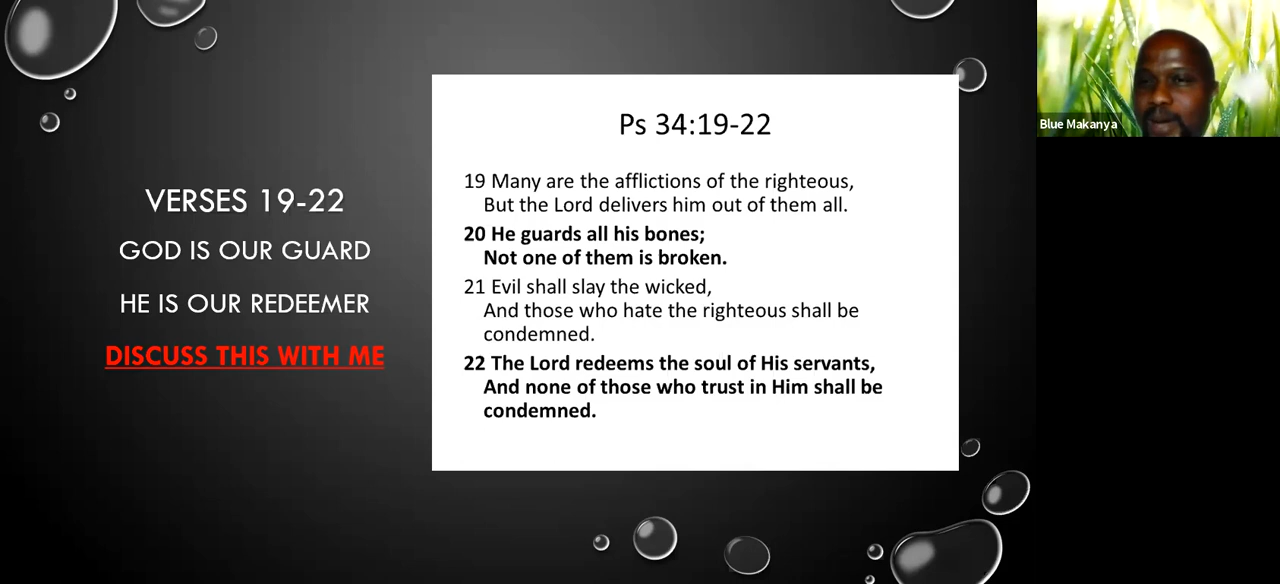 VERSES 19-22
GOD IS OUR GUARD
HE IS OUR REDEEMER
DISCUSS THIS WITH ME
Ps 34:19-22
19 Many are the afflictions of the righteous,
But the Lord delivers him out of them all.
20 He guards all his bones;
Not one of them is broken.
21 Evil shall slay the wicked,
And those who hate the righteous shall be
condemned.
22 The Lord redeems the soul of His servants,
And none of those who trust in Him shall be
condemned.
Blue Makanya